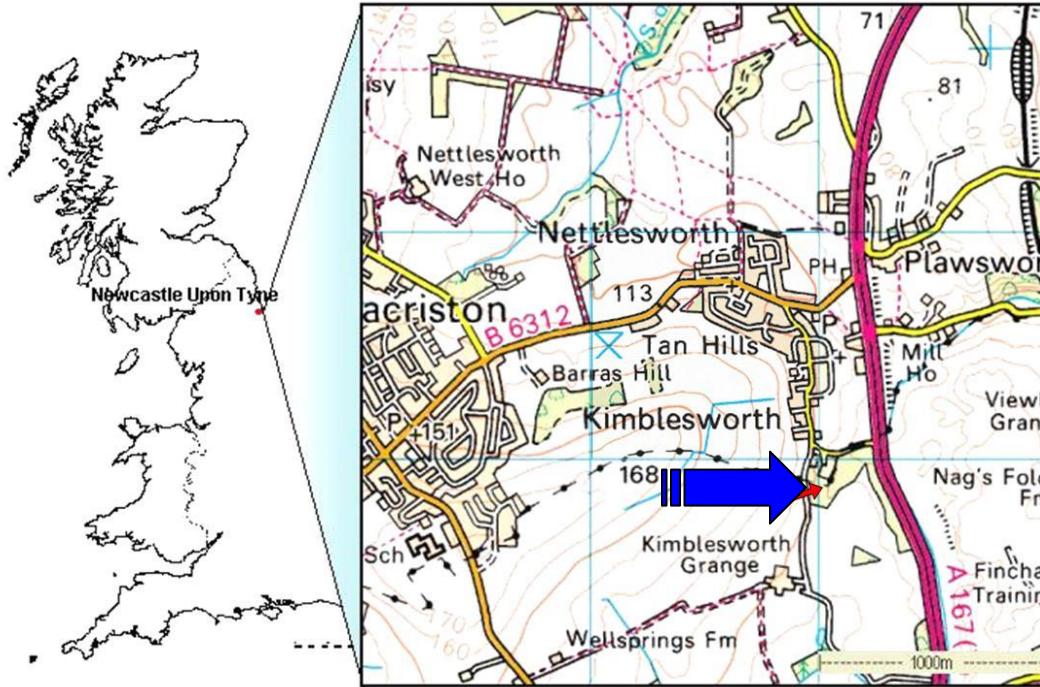 Newcastle Upon Tyne
71
81
isy
Nettlesworth
West Ho
Nettlesworth
PH
Plawswor
113
acriston
B 6312
P
Tan Hills
Mill
Ho
Barras Hill
Kimblesworth
Viewl
Gran
P
151
168
Nag's Fold
Fm
Sch
Kimblesworth
Grange
A 167(
Fincha
Training
170
160
Wellsprings Fm
1000m